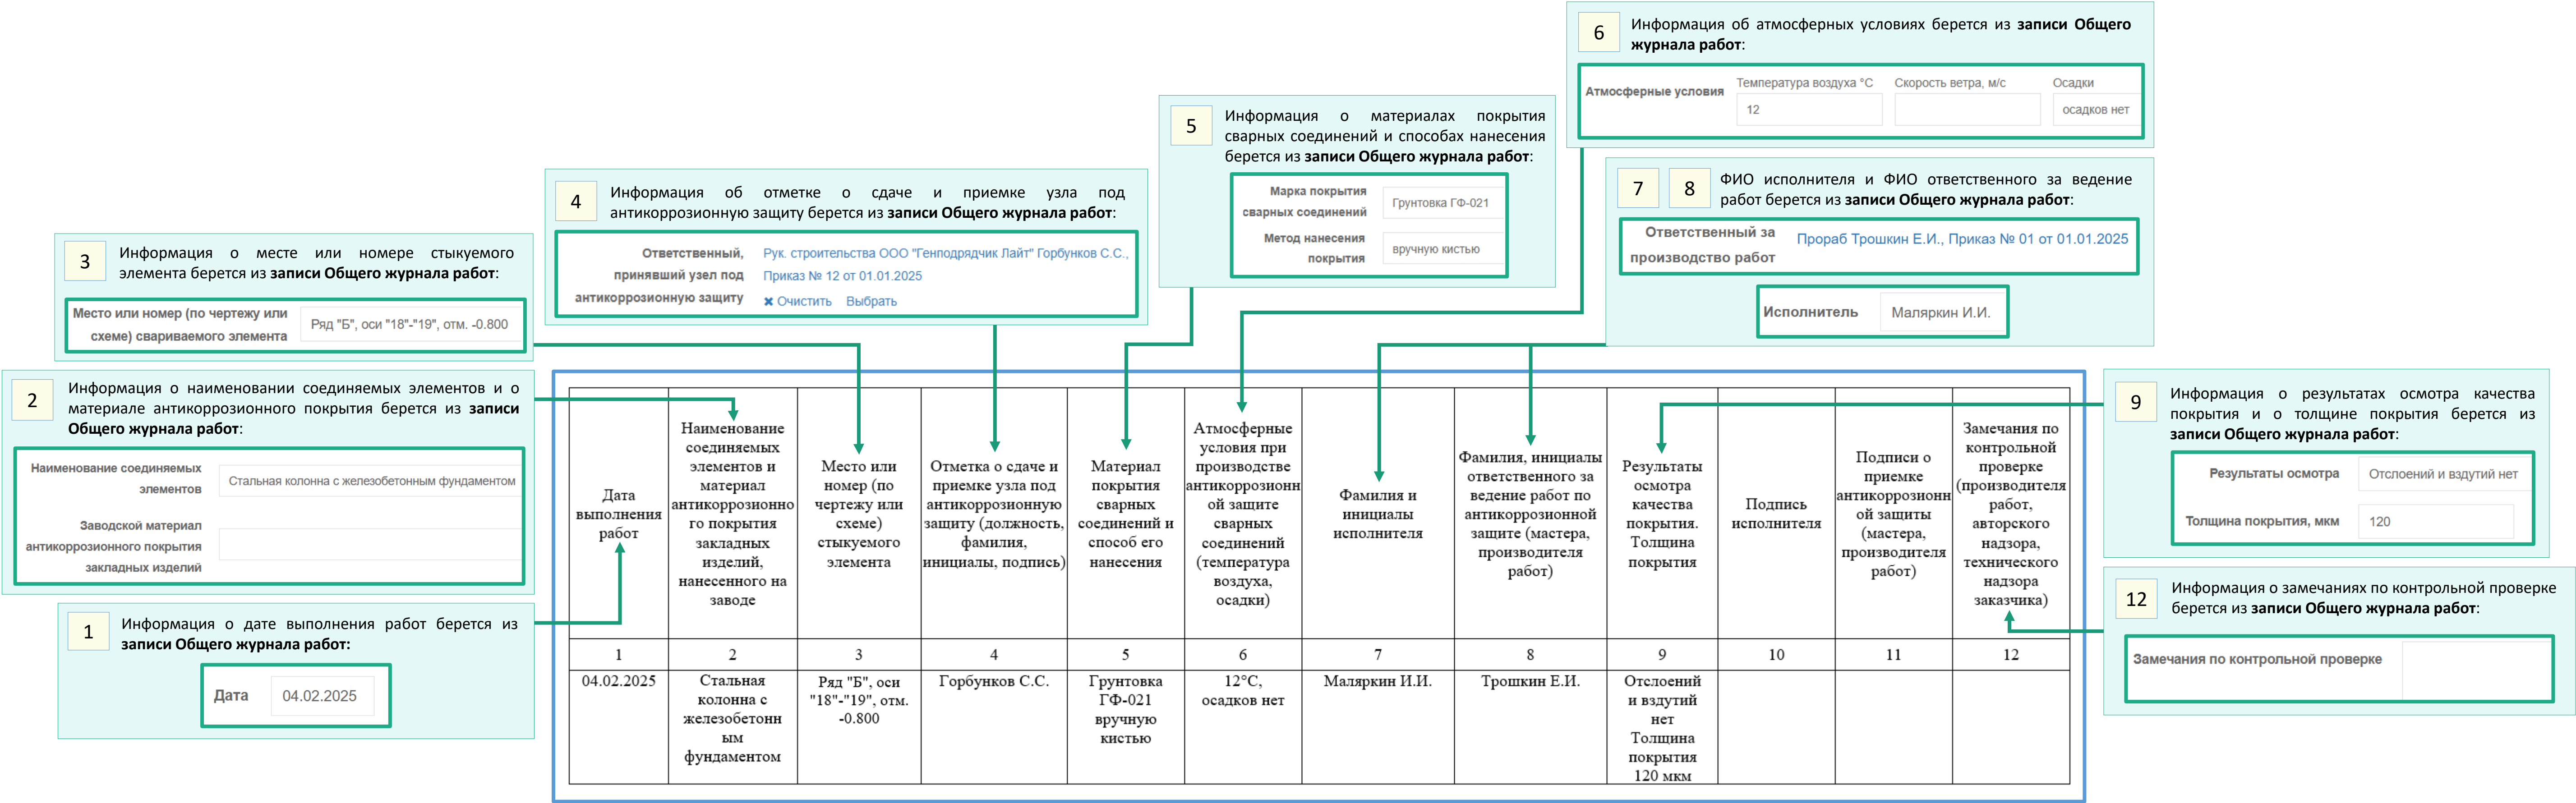 6
Информация об атмосферных условиях берется из записи Общего
журнала работ:
Атмосферные условия
Температура воздуха °С
Скорость ветра, м/с
Осадки
12
осадков нет
5
Информация о материалах покрытия
сварных соединений и способах нанесения
берется из записи Общего журнала работ:
Марка покрытия
сварных соединений
Грунтовка ГФ-021
Метод нанесения
покрытия
вручную кистью
7
8
ФИО исполнителя и ФИО ответственного за ведение
работ берется из записи Общего журнала работ:
Ответственный за
производство работ
Прораб Трошкин Е.И., Приказ № 01 от 01.01.2025
Исполнитель
Маляркин И.И.
4
Информация об отметке о сдаче и приемке узла под
антикоррозионную защиту берется из записи Общего журнала работ:
Ответственный,
принявший узел под
антикоррозионную защиту
Рук. строительства ООО "Генподрядчик Лайт" Горбунков С.С.,
Приказ № 12 от 01.01.2025
✖ Очистить Выбрать
3
Информация о месте или номере стыкуемого
элемента берется из записи Общего журнала работ:
Место или номер (по чертежу или
схеме) свариваемого элемента
Ряд "Б", оси "18"-"19", отм. -0.800
2
Информация о наименовании соединяемых элементов и о
материале антикоррозионного покрытия берется из записи
Общего журнала работ:
Наименование соединяемых
элементов
Стальная колонна с железобетонным фундаментом
Заводской материал
антикоррозионного покрытия
закладных изделий
1
Информация о дате выполнения работ берется из
записи Общего журнала работ:
Дата
04.02.2025
Дата
выполнения
работ
Наименование
соединяемых
элементов и
материал
антикоррозионно
го покрытия
закладных
изделий,
нанесенного на
заводе
Место или
номер (по
чертежу или
схеме)
стыкуемого
элемента
Отметка о сдаче и
приемке узла под
антикоррозионную
защиту (должность,
фамилия,
инициалы, подпись)
Материал
покрытия
сварных
соединений и
способ его
нанесения
Атмосферные
условия при
производстве
антикоррозионн
ой защите
сварных
соединений
(температура
воздуха,
осадки)
Фамилия и
инициалы
исполнителя
Фамилия, инициалы
ответственного за
ведение работ по
антикоррозионной
защите (мастера,
производителя
работ)
Результаты
осмотра
качества
покрытия.
Толщина
покрытия
Подпись
исполнителя
Подписи о
приемке
антикоррозионн
ой защиты
(мастера,
производителя
работ)
Замечания по
контрольной
проверке
(производителя
работ,
авторского
надзора,
технического
надзора
заказчика)
1 2 3 4 5 6 7 8 9 10 11 12
04.02.2025
Стальная
колонна с
железобетонн
ым
фундаментом
Ряд "Б", оси
"18"-"19", отм.
-0.800
Горбунков С.С.
Грунтовка
ГФ-021
вручную
кистью
12°С,
осадков нет
Маляркин И.И.
Трошкин Е.И.
Отслоений
и вздутий
нет
Толщина
покрытия
120 мкм
9
Информация о результатах осмотра качества
покрытия и о толщине покрытия берется из
записи Общего журнала работ:
Результаты осмотра
Отслоений и вздутий нет
Толщина покрытия, мкм
120
12
Информация о замечаниях по контрольной проверке
берется из записи Общего журнала работ:
Замечания по контрольной проверке